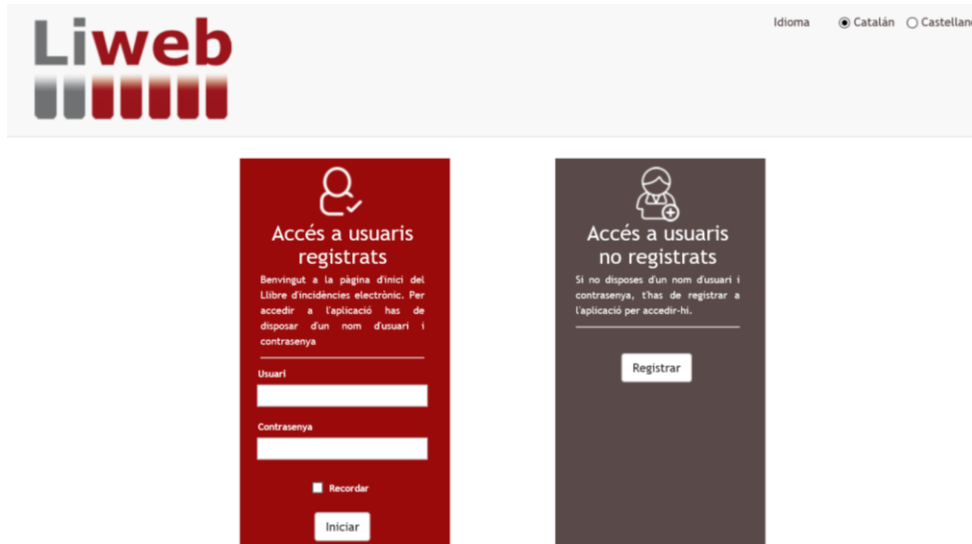 Liweb
Idioma Catalán Castellano
Accés a usuaris
registrats
Benvingut a la pàgina d'inici del
Llibre d'incidències electrònic. Per
accedir a l'aplicació has de
disposar d'un nom d'usuari i
contrasenya
Usuari
Contrasenya
Recordar
Iniciar
Accés a usuaris
no registrats
Si no disposes d'un nom d'usuari i
contrasenya, t'has de registrar a
l'aplicació per accedir-hi.
Registrar